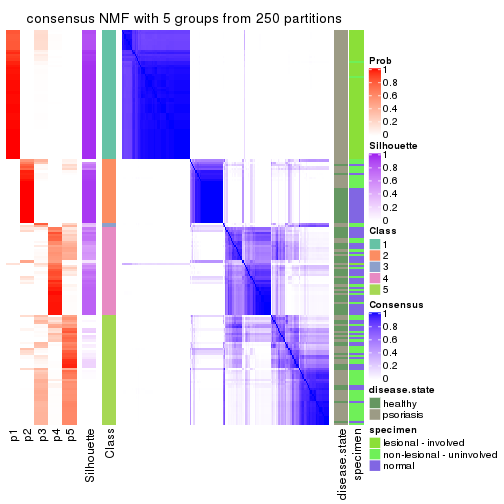 consensus NMF with 5 groups from 250 partitions
p1
p2
p3
p4
p5
Silhouette
Class
disease.state
specimen
Prob
1
0.8
0.6
0.4
0.2
0
Silhouette
1
0.8
0.6
0.4
0.2
0
Class
1
2
3
4
5
Consensus
1
0.8
0.6
0.4
0.2
0
disease.state
healthy
psoriasis
specimen
lesional - involved
non-lesional - uninvolved
normal